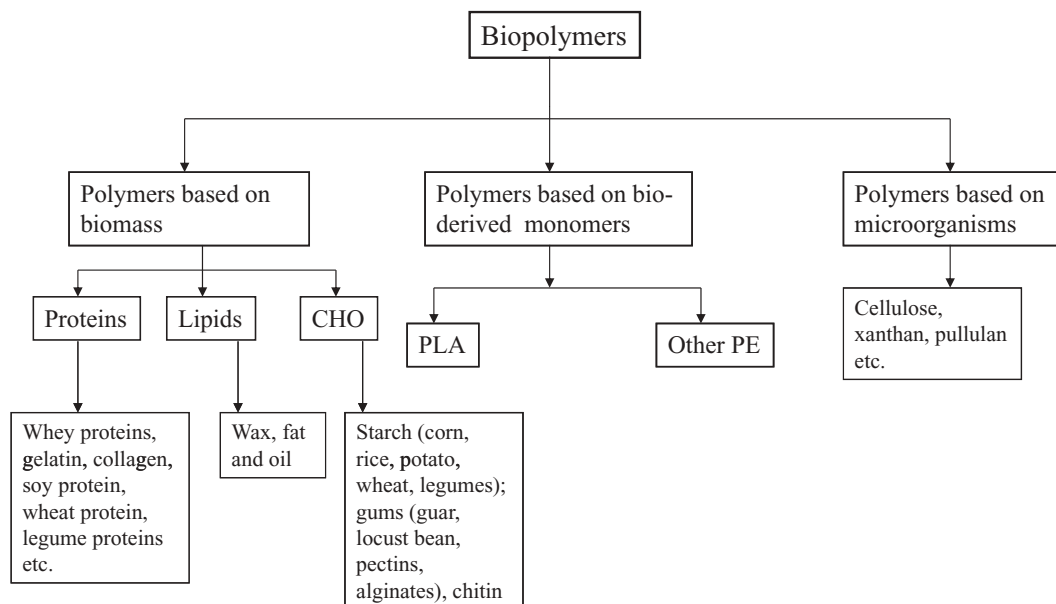 Biopolymers
Polymers based on
biomass
Polymers based on bio-
derived monomers
Polymers based on
microorganisms
Proteins
Lipids
CHO
PLA
Other PE
Cellulose,
xanthan, pullulan
etc.
Whey proteins,
gelatin, collagen,
soy protein,
wheat protein,
legume proteins
etc.
Wax, fat
and oil
Starch (corn,
rice, potato,
wheat, legumes);
gums (guar,
locust bean,
pectins,
alginates), chitin